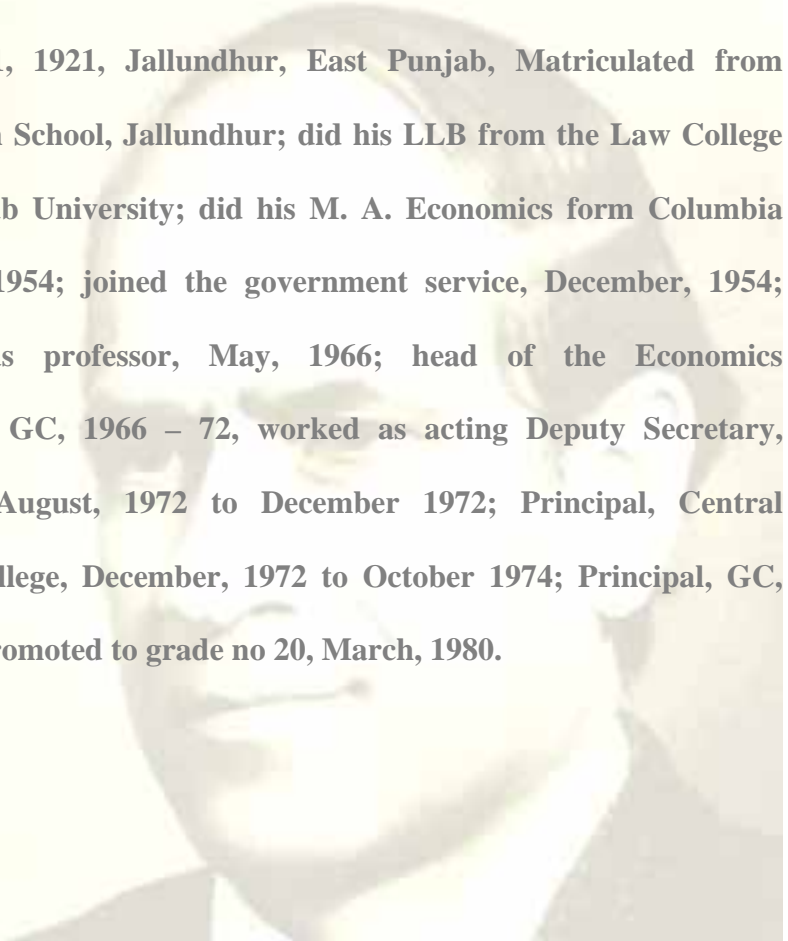 , 1921, Jallundhur, East Punjab, Matriculated from
School, Jallundhur; did his LLB from the Law College
University; did his M. A. Economics form Columbia
1954; joined the government service, December, 1954;
professor, May, 1966; head of the Economics
GC, 1966 – 72, worked as acting Deputy Secretary,
August, 1972 to December 1972; Principal, Central
December, 1972 to October 1974; Principal, GC,
romoted to grade no 20, March, 1980.